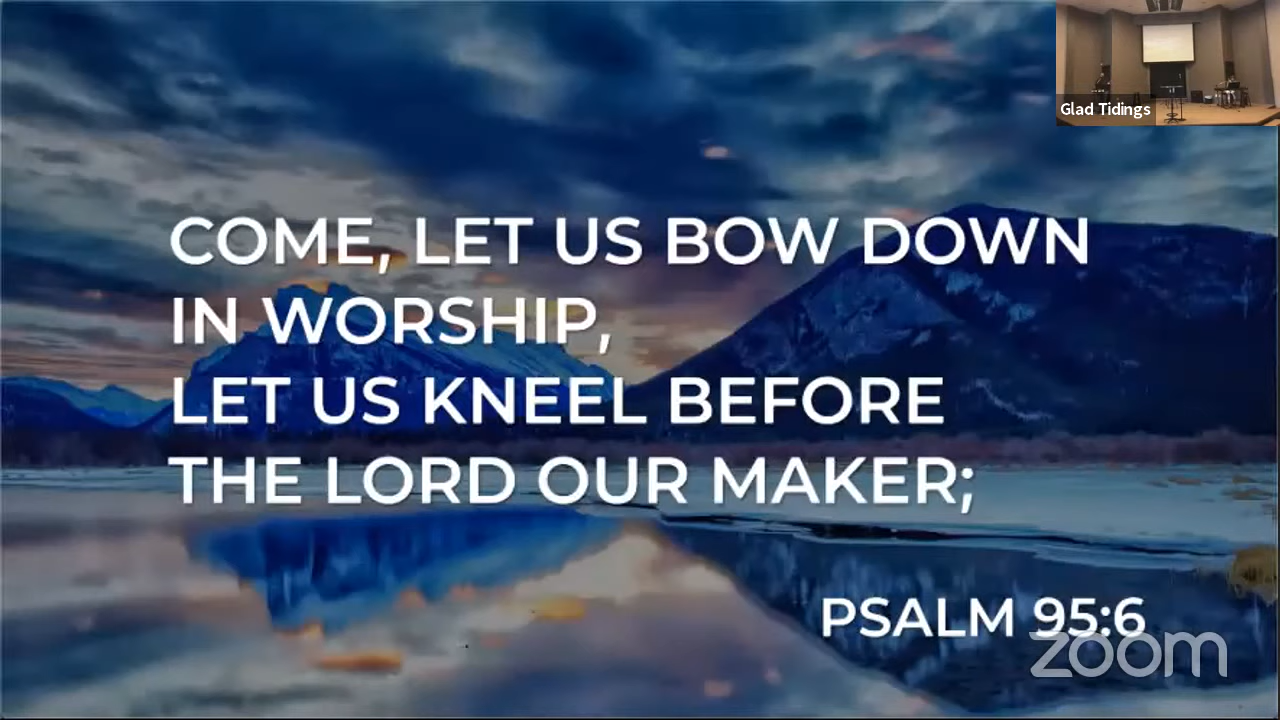 Glad Tidings
COME, LET US BOW DOWN
IN WORSHIP,
LET US KNEEL BEFORE
THE LORD OUR MAKER;
PSALM 95:6
zoom